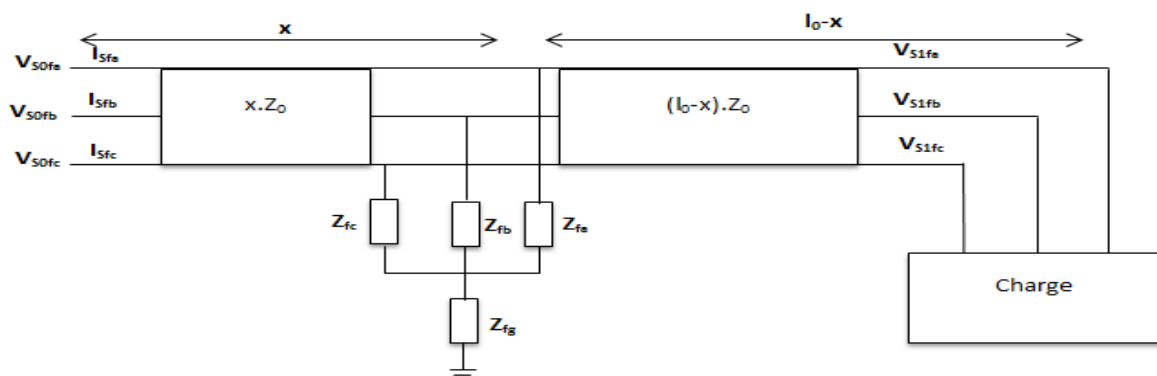 x
l₀-x
V_S0fa
I_Sfa
V_S1fa
V_S0fb
I_Sfb
x.Z₀
(l₀-x).Z₀
V_S1fb
V_S0fc
I_Sfc
V_S1fc
Z_fc
Z_fb
Z_fa
Z_fg
Charge